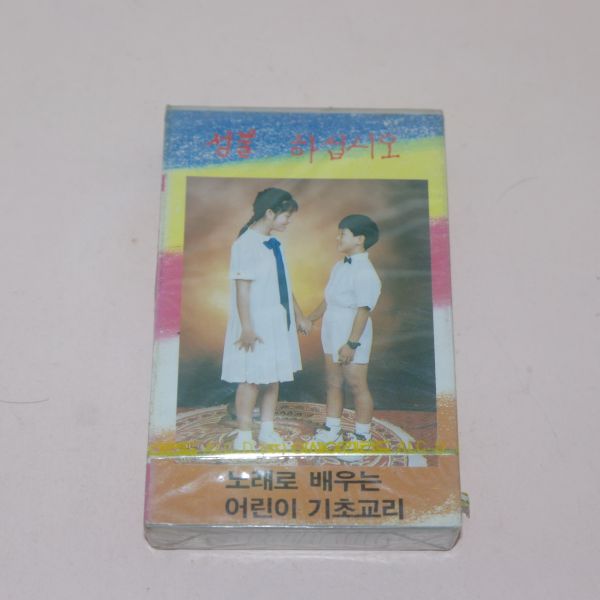 성불 하십시오
노래로 배우는
어린이 기초교리